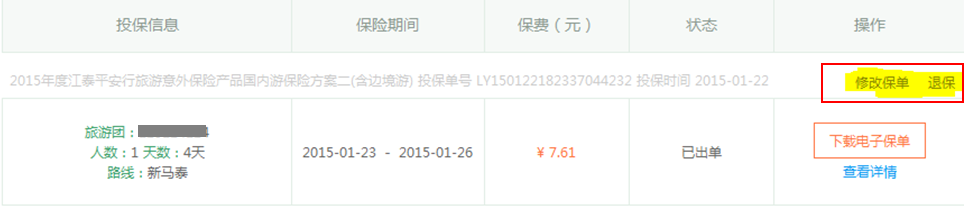 投保信息 保险期间 保费（元） 状态 操作
2015年度江泰平安行旅游意外保险产品国内游保险方案二(含边境游) 投保单号 LY150122182337044232 投保时间 2015-01-22 修改保单 退保
旅游团：
人数：1 天数：4天 2015-01-23 - 2015-01-26 ¥ 7.61 已出单 下载电子保单
路线：新马泰 查看详情